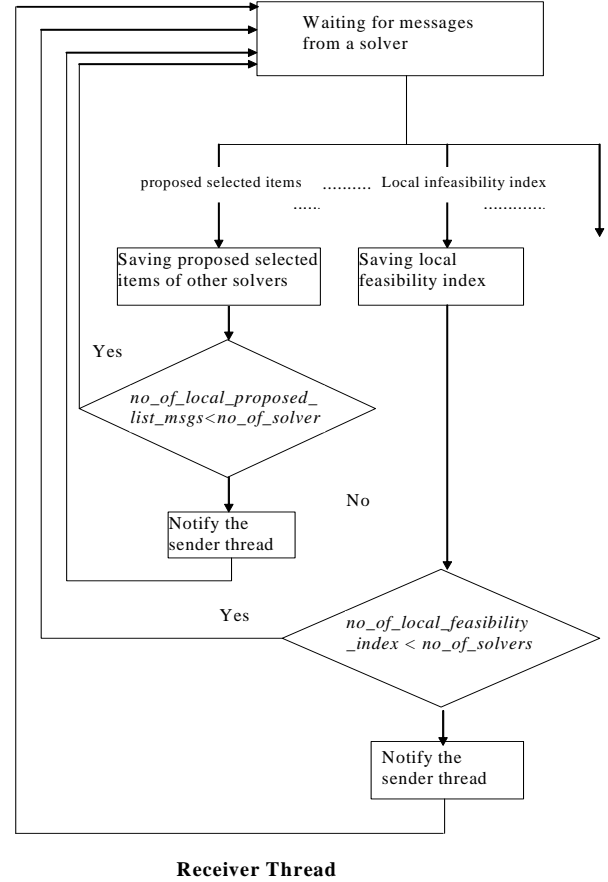 Waiting for messages
from a solver
proposed selected items .......... Local infeasibility index
...... ..............
Saving proposed selected
items of other solvers
Saving local
feasibility index
Yes
no_of_local_proposed_
list_msgs<no_of_solver
No
Notify the
sender thread
Yes
no_of_local_feasibility
_index < no_of_solvers
Notify the
sender thread
Receiver Thread